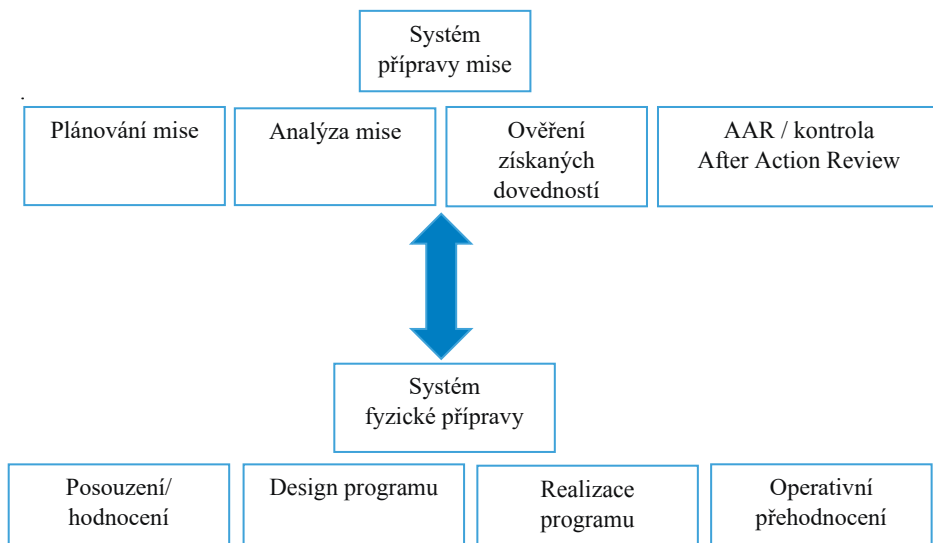 Systém
přípravy mise
Plánování mise
Analýza mise
Ověření
získaných
dovedností
AAR / kontrola
After Action Review
Systém
fyzické přípravy
Posouzení/
hodnocení
Design programu
Realizace
programu
Operativní
přehodnocení